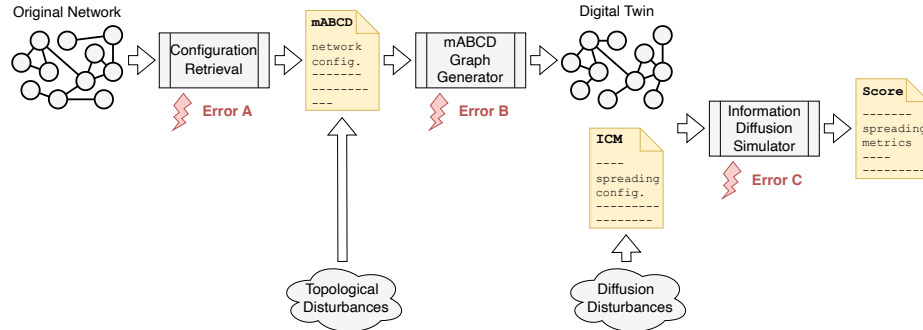 Original Network
Configuration
Retrieval
Error A
mABCD
network
config.
-------
---------
---
mABCD
Graph
Generator
Error B
Digital Twin
ICM
----
spreading
config.
---------
--------
Information
Diffusion
Simulator
Error C
Score
-------
spreading
metrics
----
---------
Topological
Disturbances
Diffusion
Disturbances